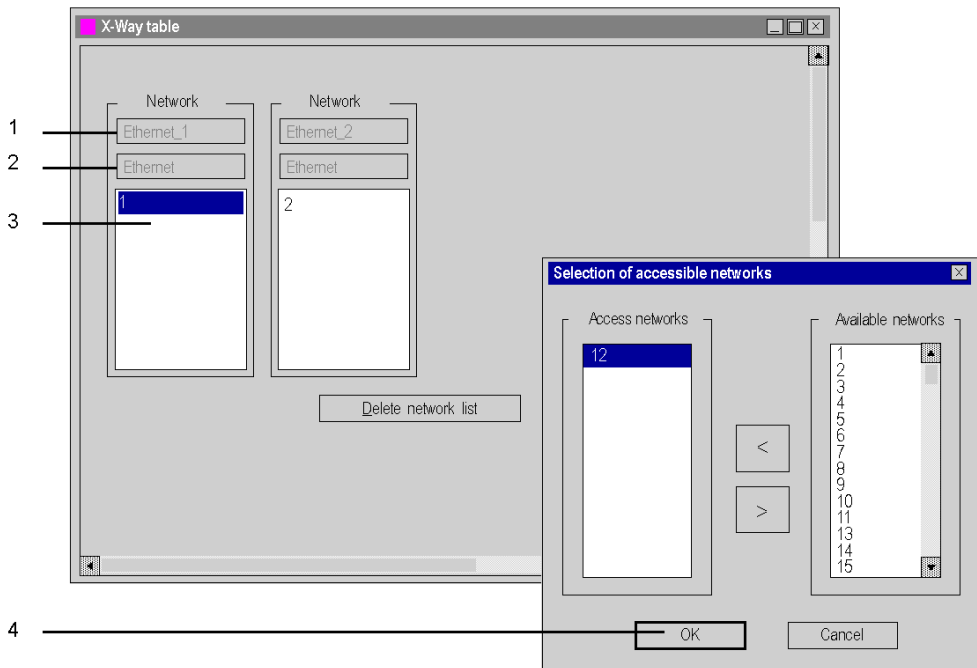 X-Way table
Network
Network
1
Ethernet_1
Ethernet_2
2
Ethernet
Ethernet
1
2
3
Delete network list
Selection of accessible networks
Access networks
Available networks
12
1
2
3
4
5
6
7
8
9
10
11
13
14
15
<
>
4
OK
Cancel